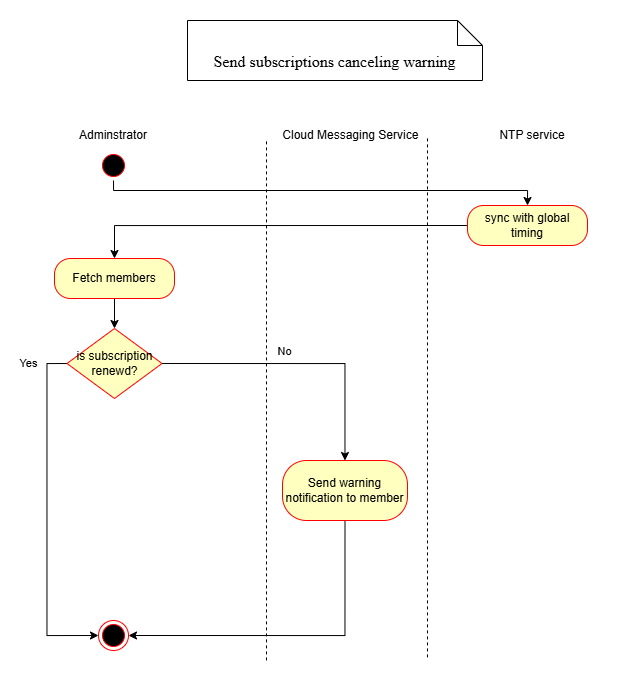 Send subscriptions canceling warning
Adminstrator
Cloud Messaging Service
NTP service
sync with global
timing
Fetch members
is subscription
renewd?
Yes
No
Send warning
notification to member